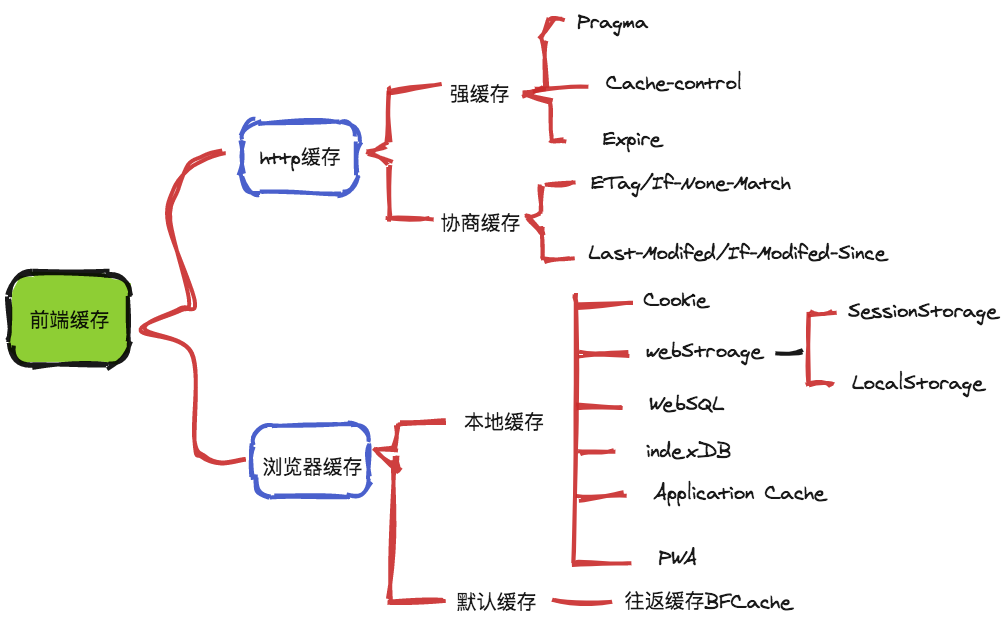 前端缓存
http缓存
强缓存
Pragma
Cache-control
Expire
协商缓存
ETag/If-None-Match
Last-Modifed/If-Modifed-Since
浏览器缓存
本地缓存
Cookie
webStroage
SessionStorage
LocalStorage
WebSQL
indexDB
Application Cache
PWA
默认缓存
往返缓存BFCache